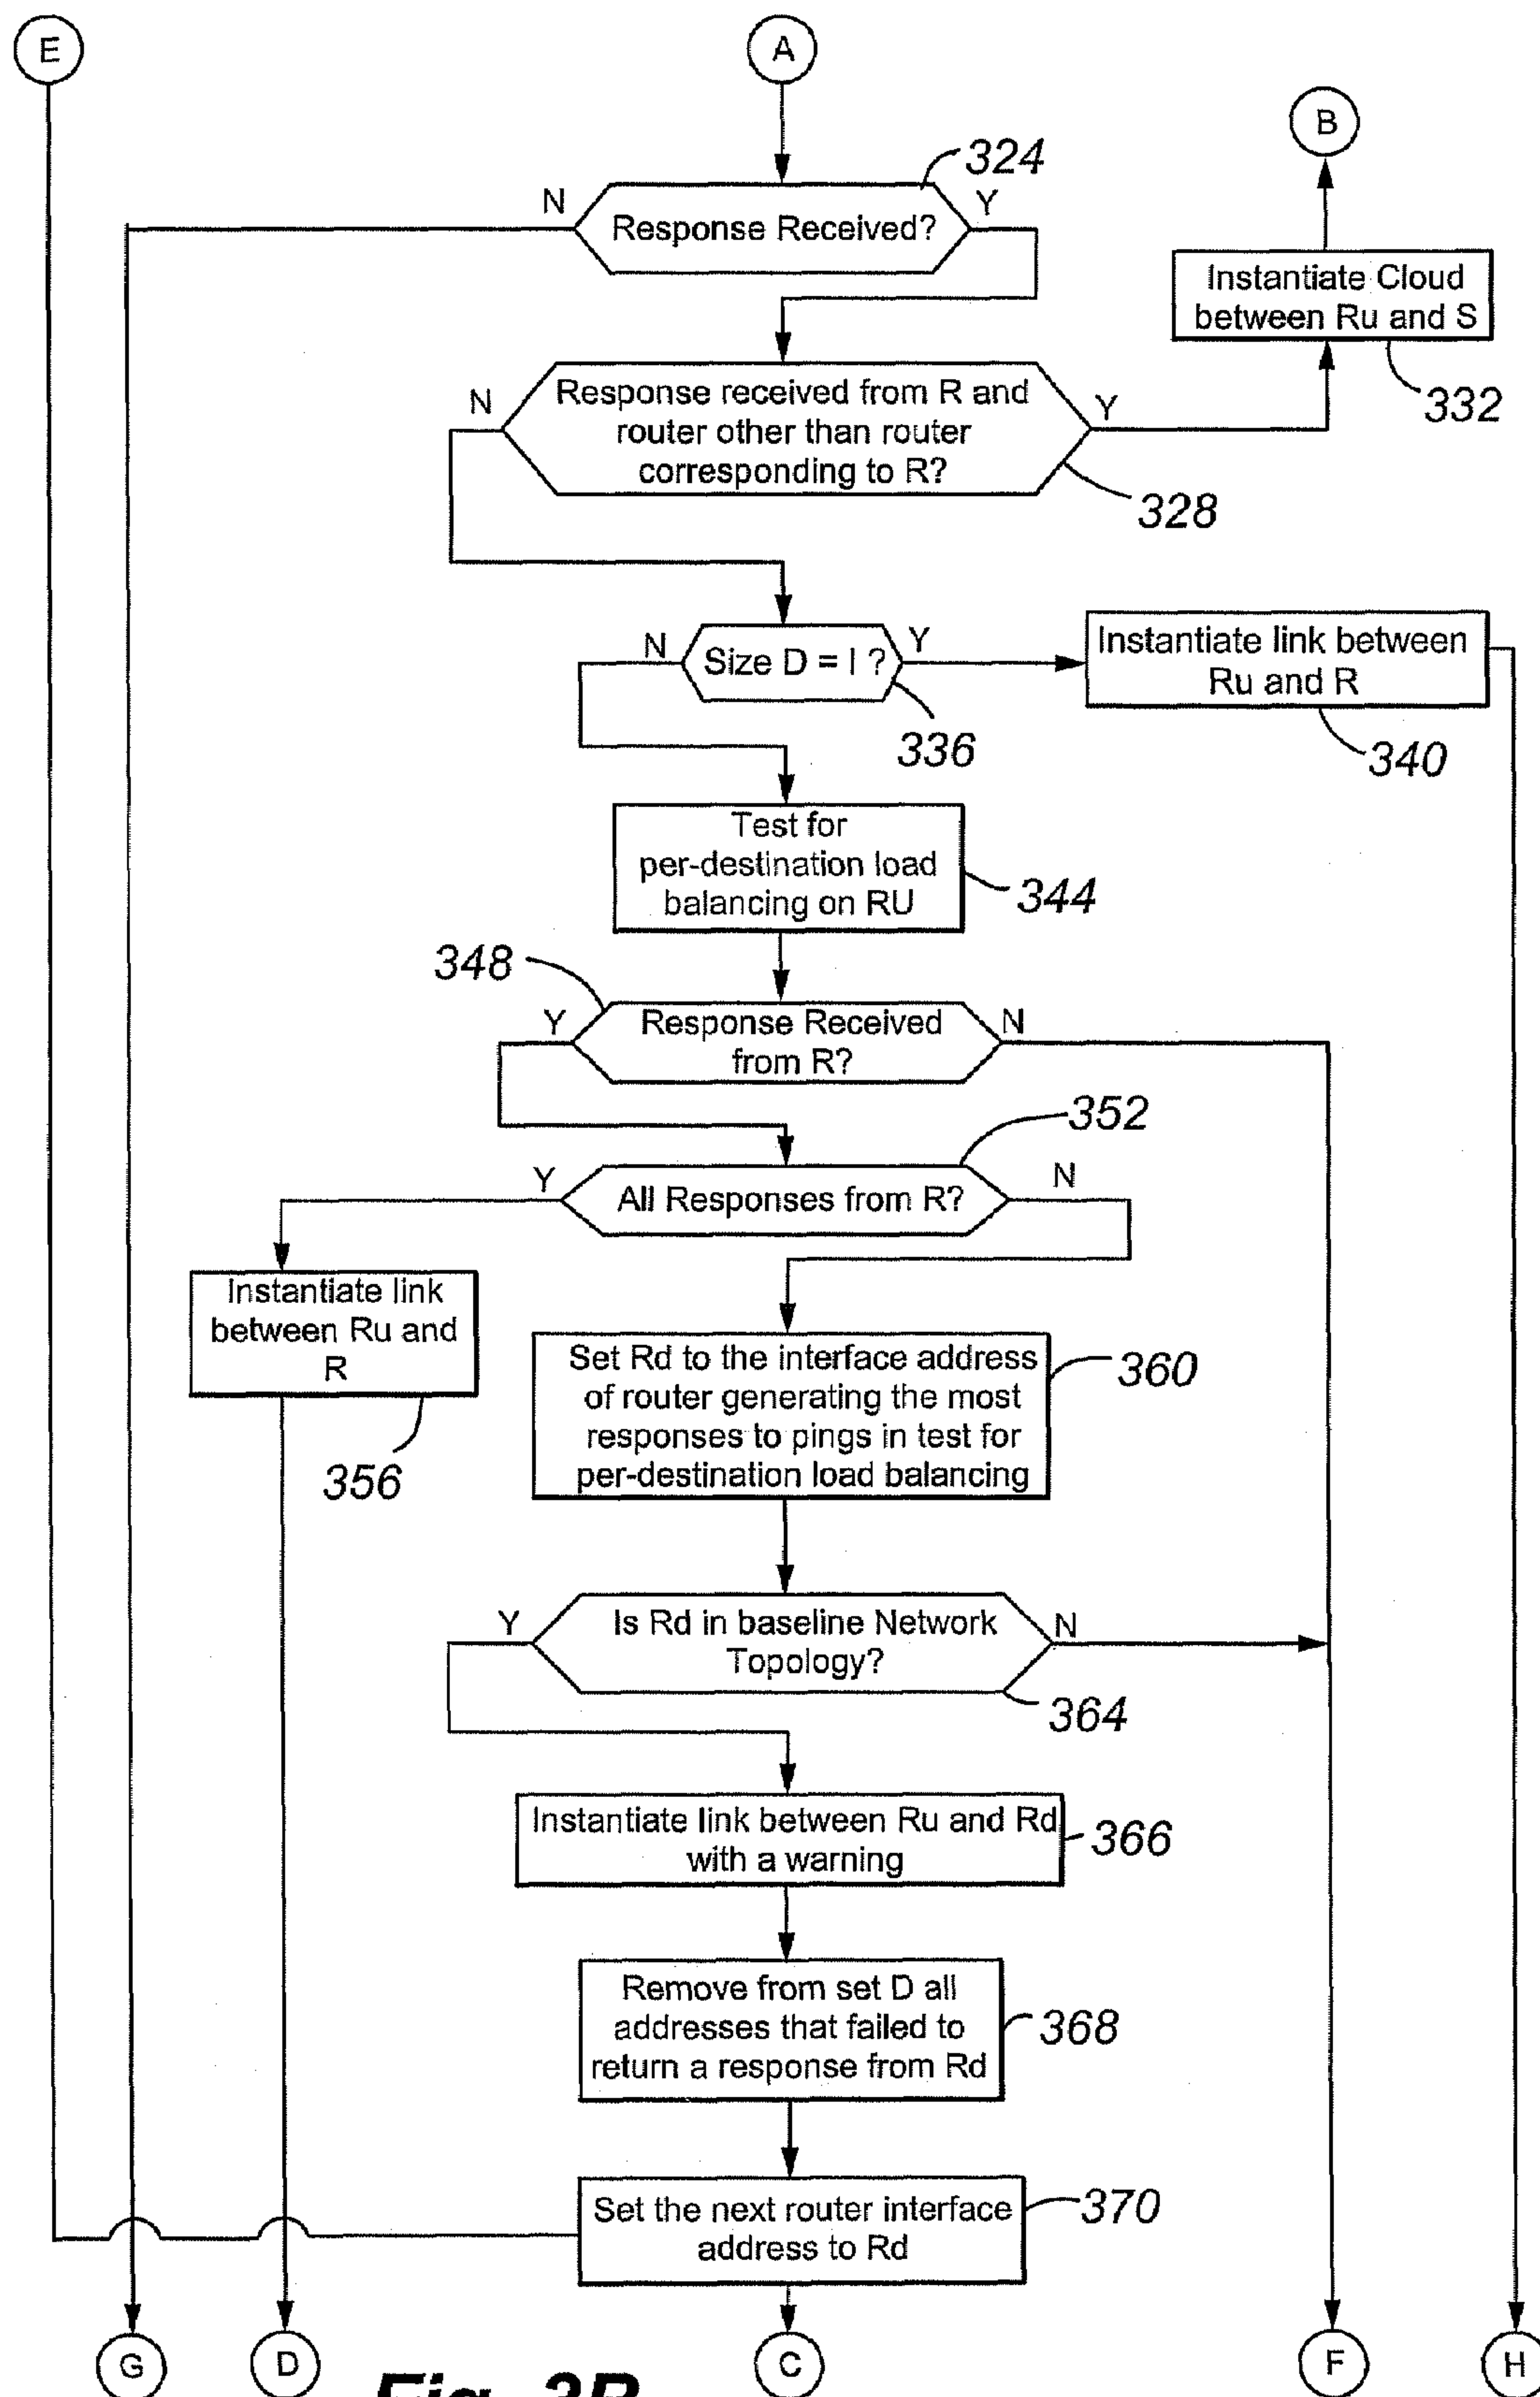 E
A
B
324
N
Y
Response Received?
Instantiate Cloud
between Ru and S
332
N
Response received from R and
router other than router
corresponding to R?
Y
328
N
Size D = I ?
Y
336
Instantiate link between
Ru and R
340
Test for
per-destination load
balancing on RU
344
348
Y
Response Received
from R?
N
352
Y
All Responses from R?
N
Instantiate link
between Ru and
R
356
Set Rd to the interface address
of router generating the most
responses to pings in test for
per-destination load balancing
360
Y
Is Rd in baseline Network
Topology?
N
364
Instantiate link between Ru and Rd
with a warning
366
Remove from set D all
addresses that failed to
return a response from Rd
368
Set the next router interface
address to Rd
370
G
D
C
F
H
Fig. 3B